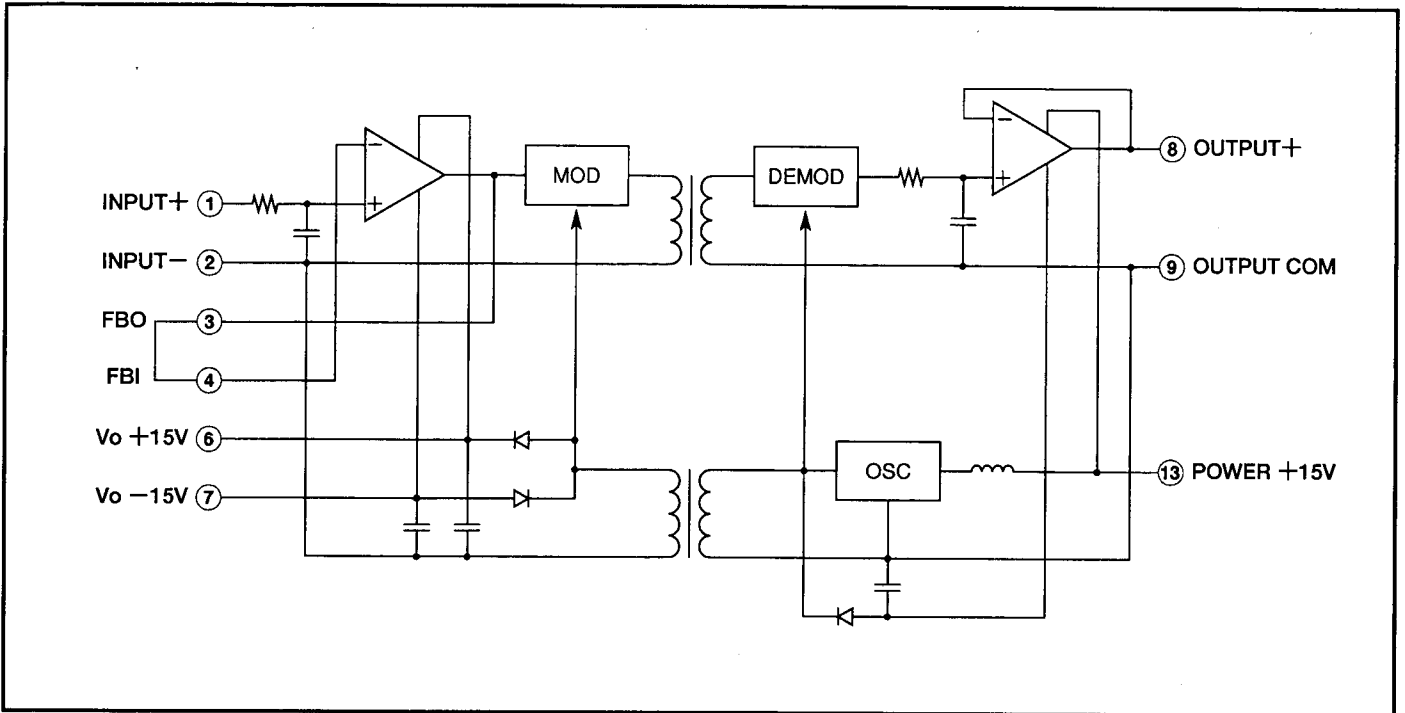 INPUT+ 1
INPUT− 2
FBO 3
FBI 4
Vo +15V 6
Vo −15V 7
−
+
MOD
DEMOD
−
+
8 OUTPUT+
9 OUTPUT COM
OSC
13 POWER +15V